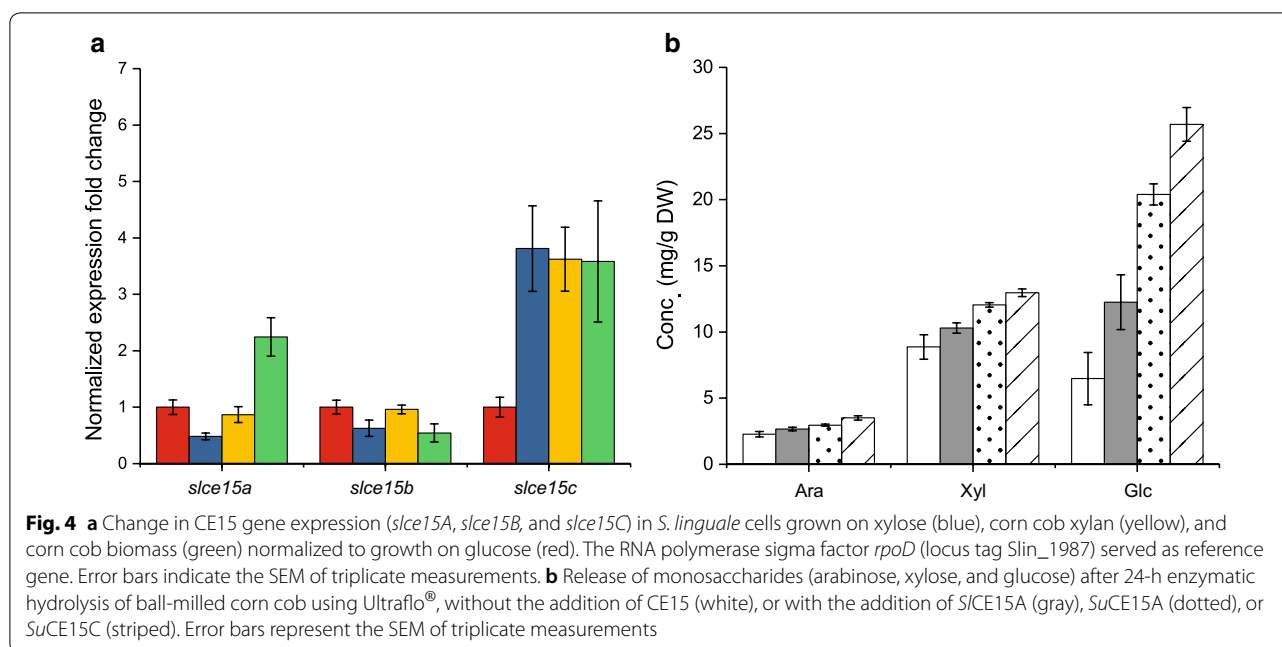 a
b
Normalized expression fold change
7
6
5
4
3
2
1
0
slce15a
slce15b
slce15c
Conc. (mg/g DW)
30
25
20
15
10
5
0
Ara
Xyl
Glc
Fig. 4 a Change in CE15 gene expression (slce15A, slce15B, and slce15C) in S. linguale cells grown on xylose (blue), corn cob xylan (yellow), and
corn cob biomass (green) normalized to growth on glucose (red). The RNA polymerase sigma factor rpoD (locus tag Slin_1987) served as reference
gene. Error bars indicate the SEM of triplicate measurements. b Release of monosaccharides (arabinose, xylose, and glucose) after 24-h enzymatic
hydrolysis of ball-milled corn cob using Ultraflo®, without the addition of CE15 (white), or with the addition of SlCE15A (gray), SuCE15A (dotted), or
SuCE15C (striped). Error bars represent the SEM of triplicate measurements